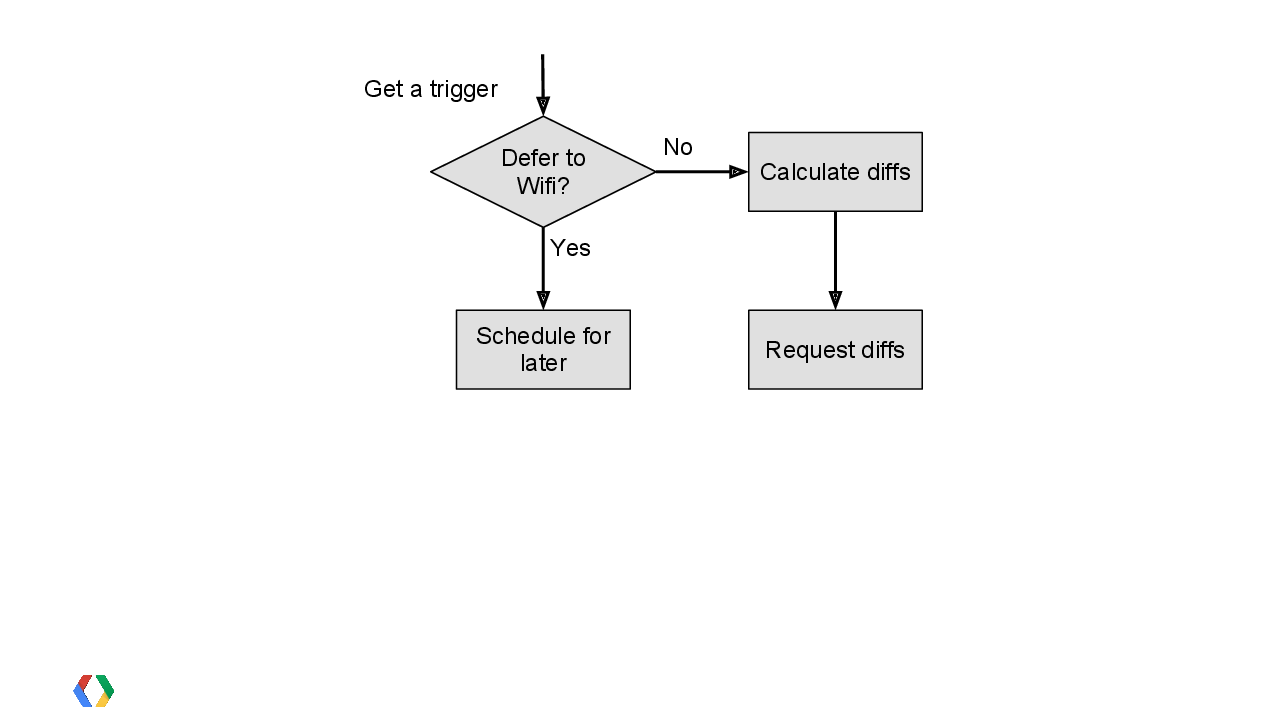 Get a trigger
Defer to
Wifi?
No
Calculate diffs
Yes
Schedule for
later
Request diffs